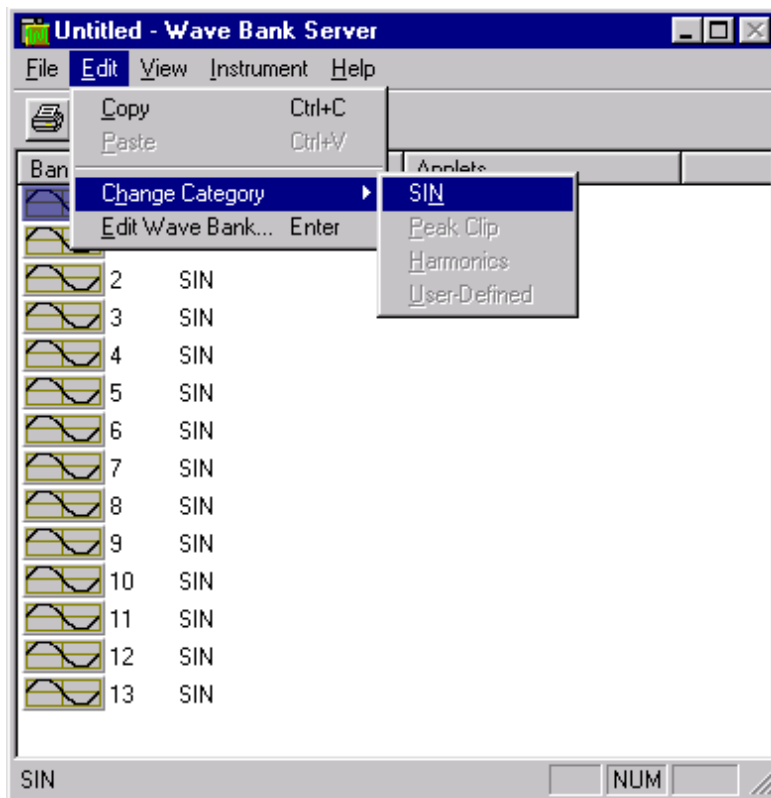 Untitled - Wave Bank Server
File Edit View Instrument Help
Copy Ctrl+C
Paste Ctrl+V
Ban Applets
Change Category SIN
Edit Wave Bank... Enter Peak Clip
2 SIN Harmonics
User-Defined
3 SIN
4 SIN
5 SIN
6 SIN
7 SIN
8 SIN
9 SIN
10 SIN
11 SIN
12 SIN
13 SIN
SIN NUM